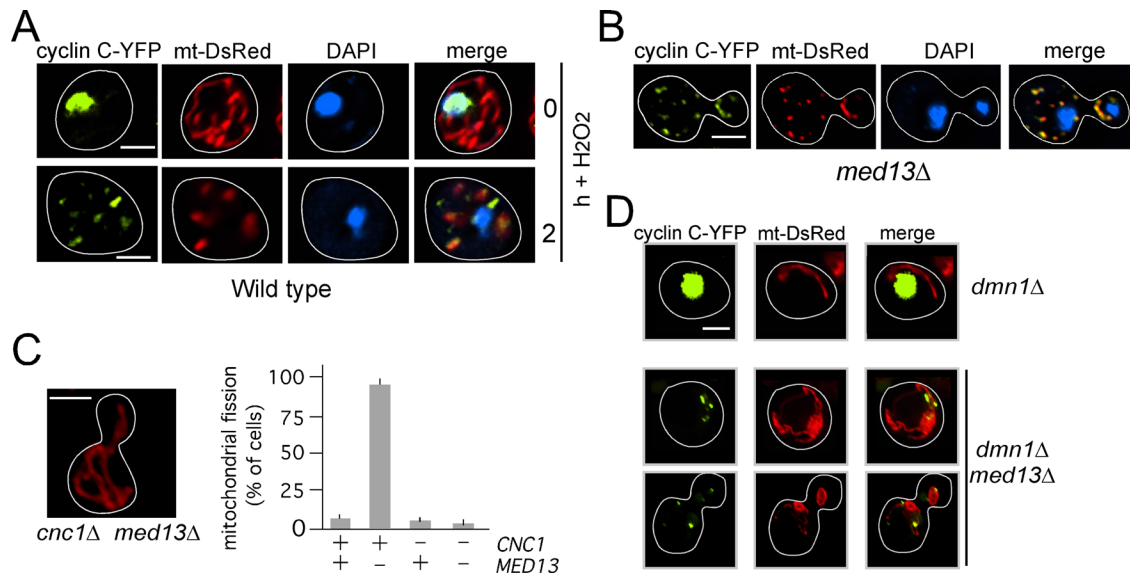 A
cyclin C-YFP mt-DsRed DAPI merge
0
2
h + H2O2
Wild type
B
cyclin C-YFP mt-DsRed DAPI merge
med13Δ
C
cnc1Δ med13Δ
mitochondrial fission
(% of cells)
100
75
50
25
0
+ + − − CNC1
+ − + − MED13
D
cyclin C-YFP mt-DsRed merge
dmn1Δ
dmn1Δ
med13Δ